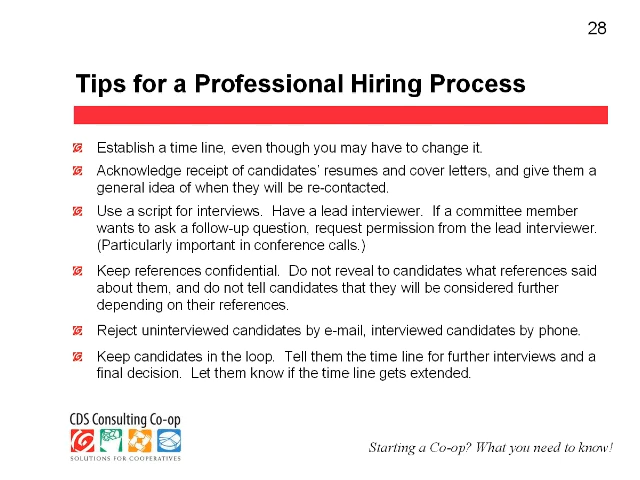 28
Tips for a Professional Hiring Process
Establish a time line, even though you may have to change it.
Acknowledge receipt of candidates' resumes and cover letters, and give them a
general idea of when they will be re-contacted.
Use a script for interviews.  Have a lead interviewer.  If a committee member
wants to ask a follow-up question, request permission from the lead interviewer.
(Particularly important in conference calls.)
Keep references confidential.  Do not reveal to candidates what references said
about them, and do not tell candidates that they will be considered further
depending on their references.
Reject uninterviewed candidates by e-mail, interviewed candidates by phone.
Keep candidates in the loop.  Tell them the time line for further interviews and a
final decision.  Let them know if the time line gets extended.
CDS Consulting Co-op
SOLUTIONS FOR COOPERATIVES
Starting a Co-op? What you need to know!